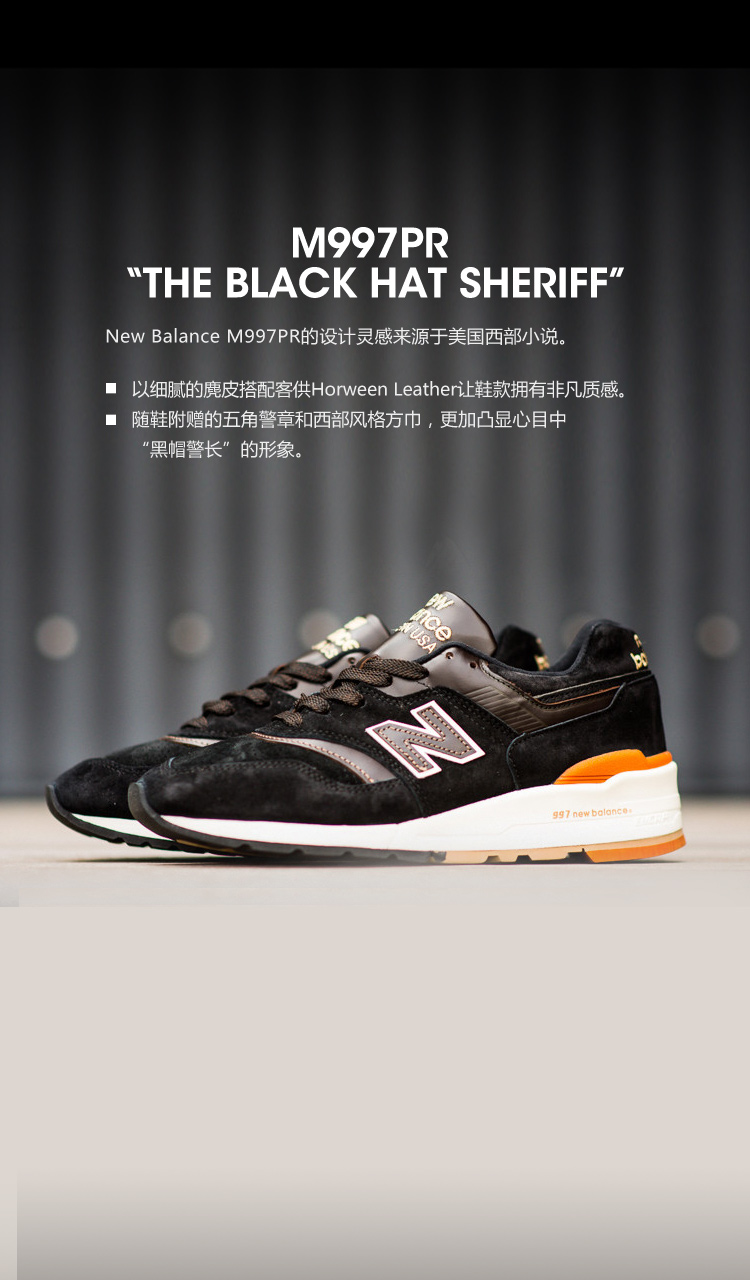 M997PR
“THE BLACK HAT SHERIFF”
New Balance M997PR的设计灵感来源于美国西部小说。
以细腻的麂皮搭配客供Horween Leather让鞋款拥有非凡质感。
随鞋附赠的五角警章和西部风格方巾，更加凸显心目中
“黑帽警长”的形象。
USA
N
997 new balance